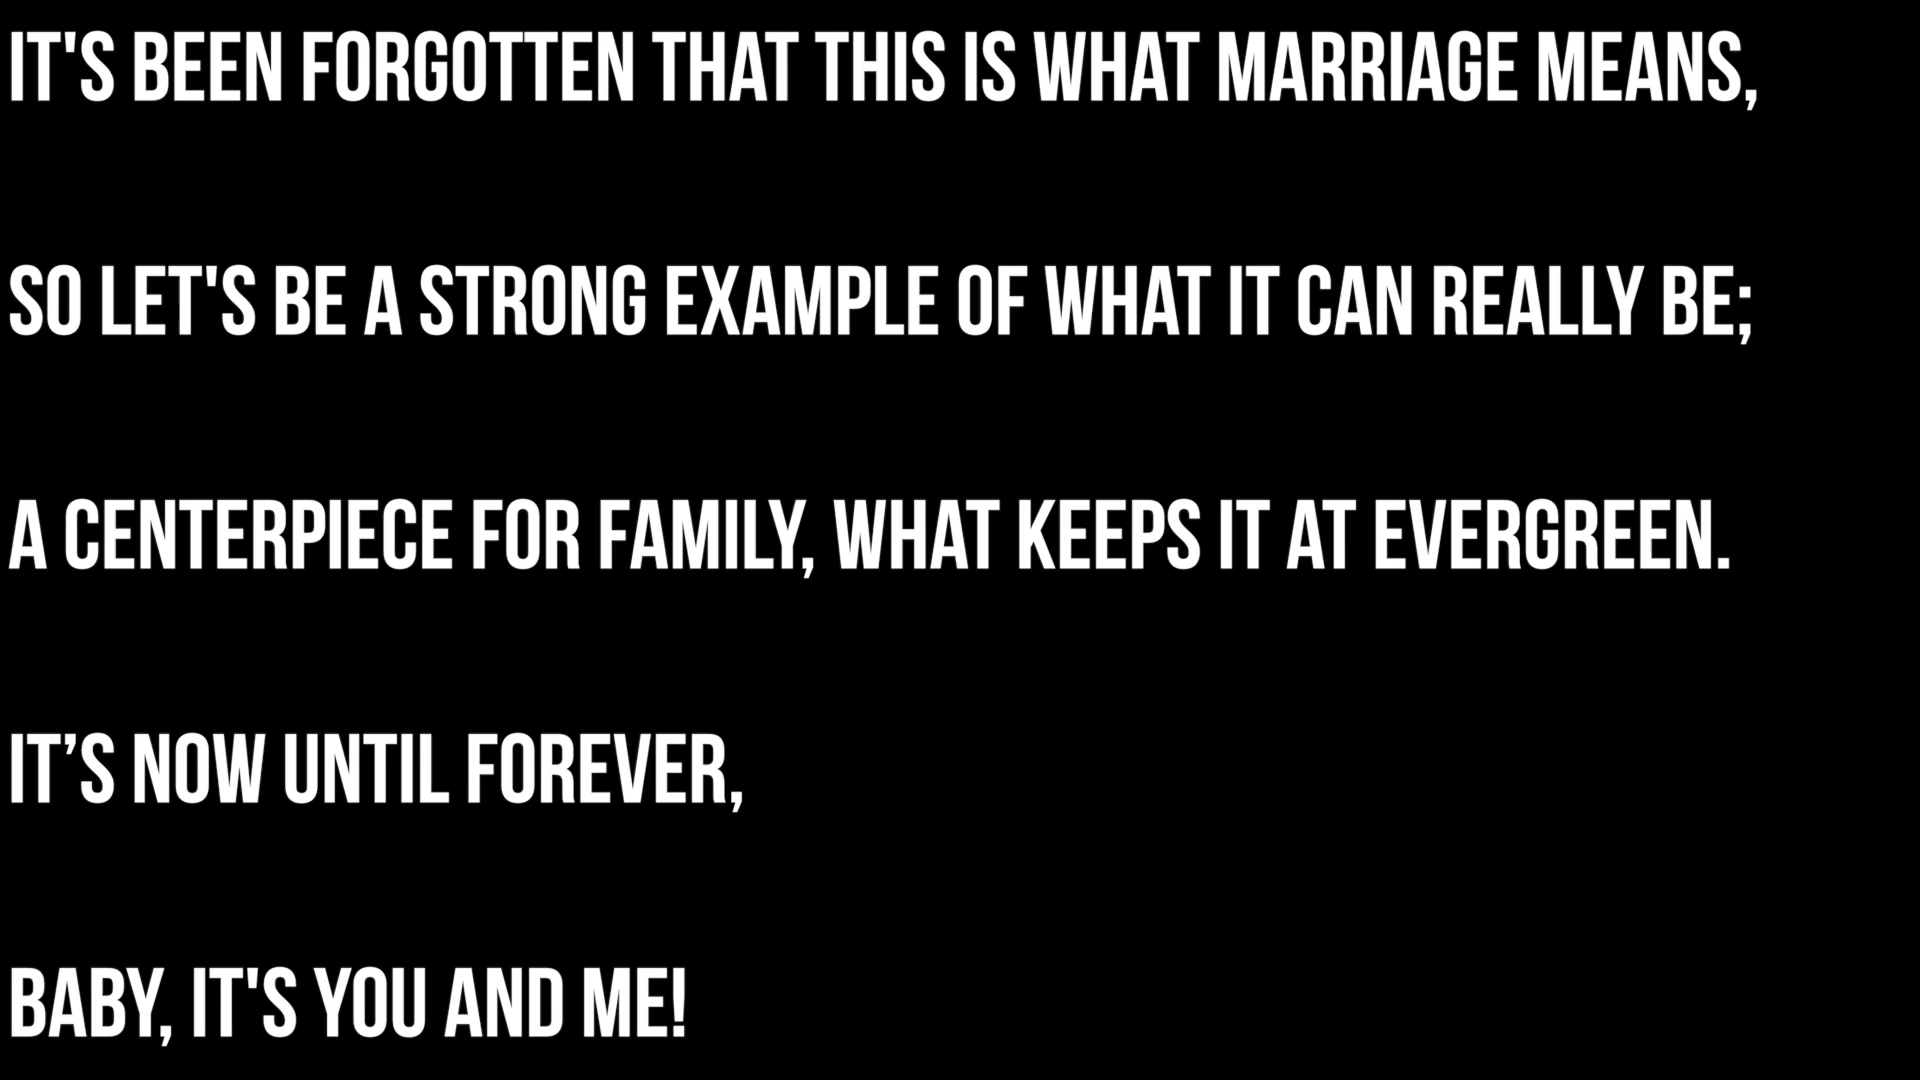 IT'S BEEN FORGOTTEN THAT THIS IS WHAT MARRIAGE MEANS,
SO LET'S BE A STRONG EXAMPLE OF WHAT IT CAN REALLY BE;
A CENTERPIECE FOR FAMILY, WHAT KEEPS IT AT EVERGREEN.
IT’S NOW UNTIL FOREVER,
BABY, IT'S YOU AND ME!